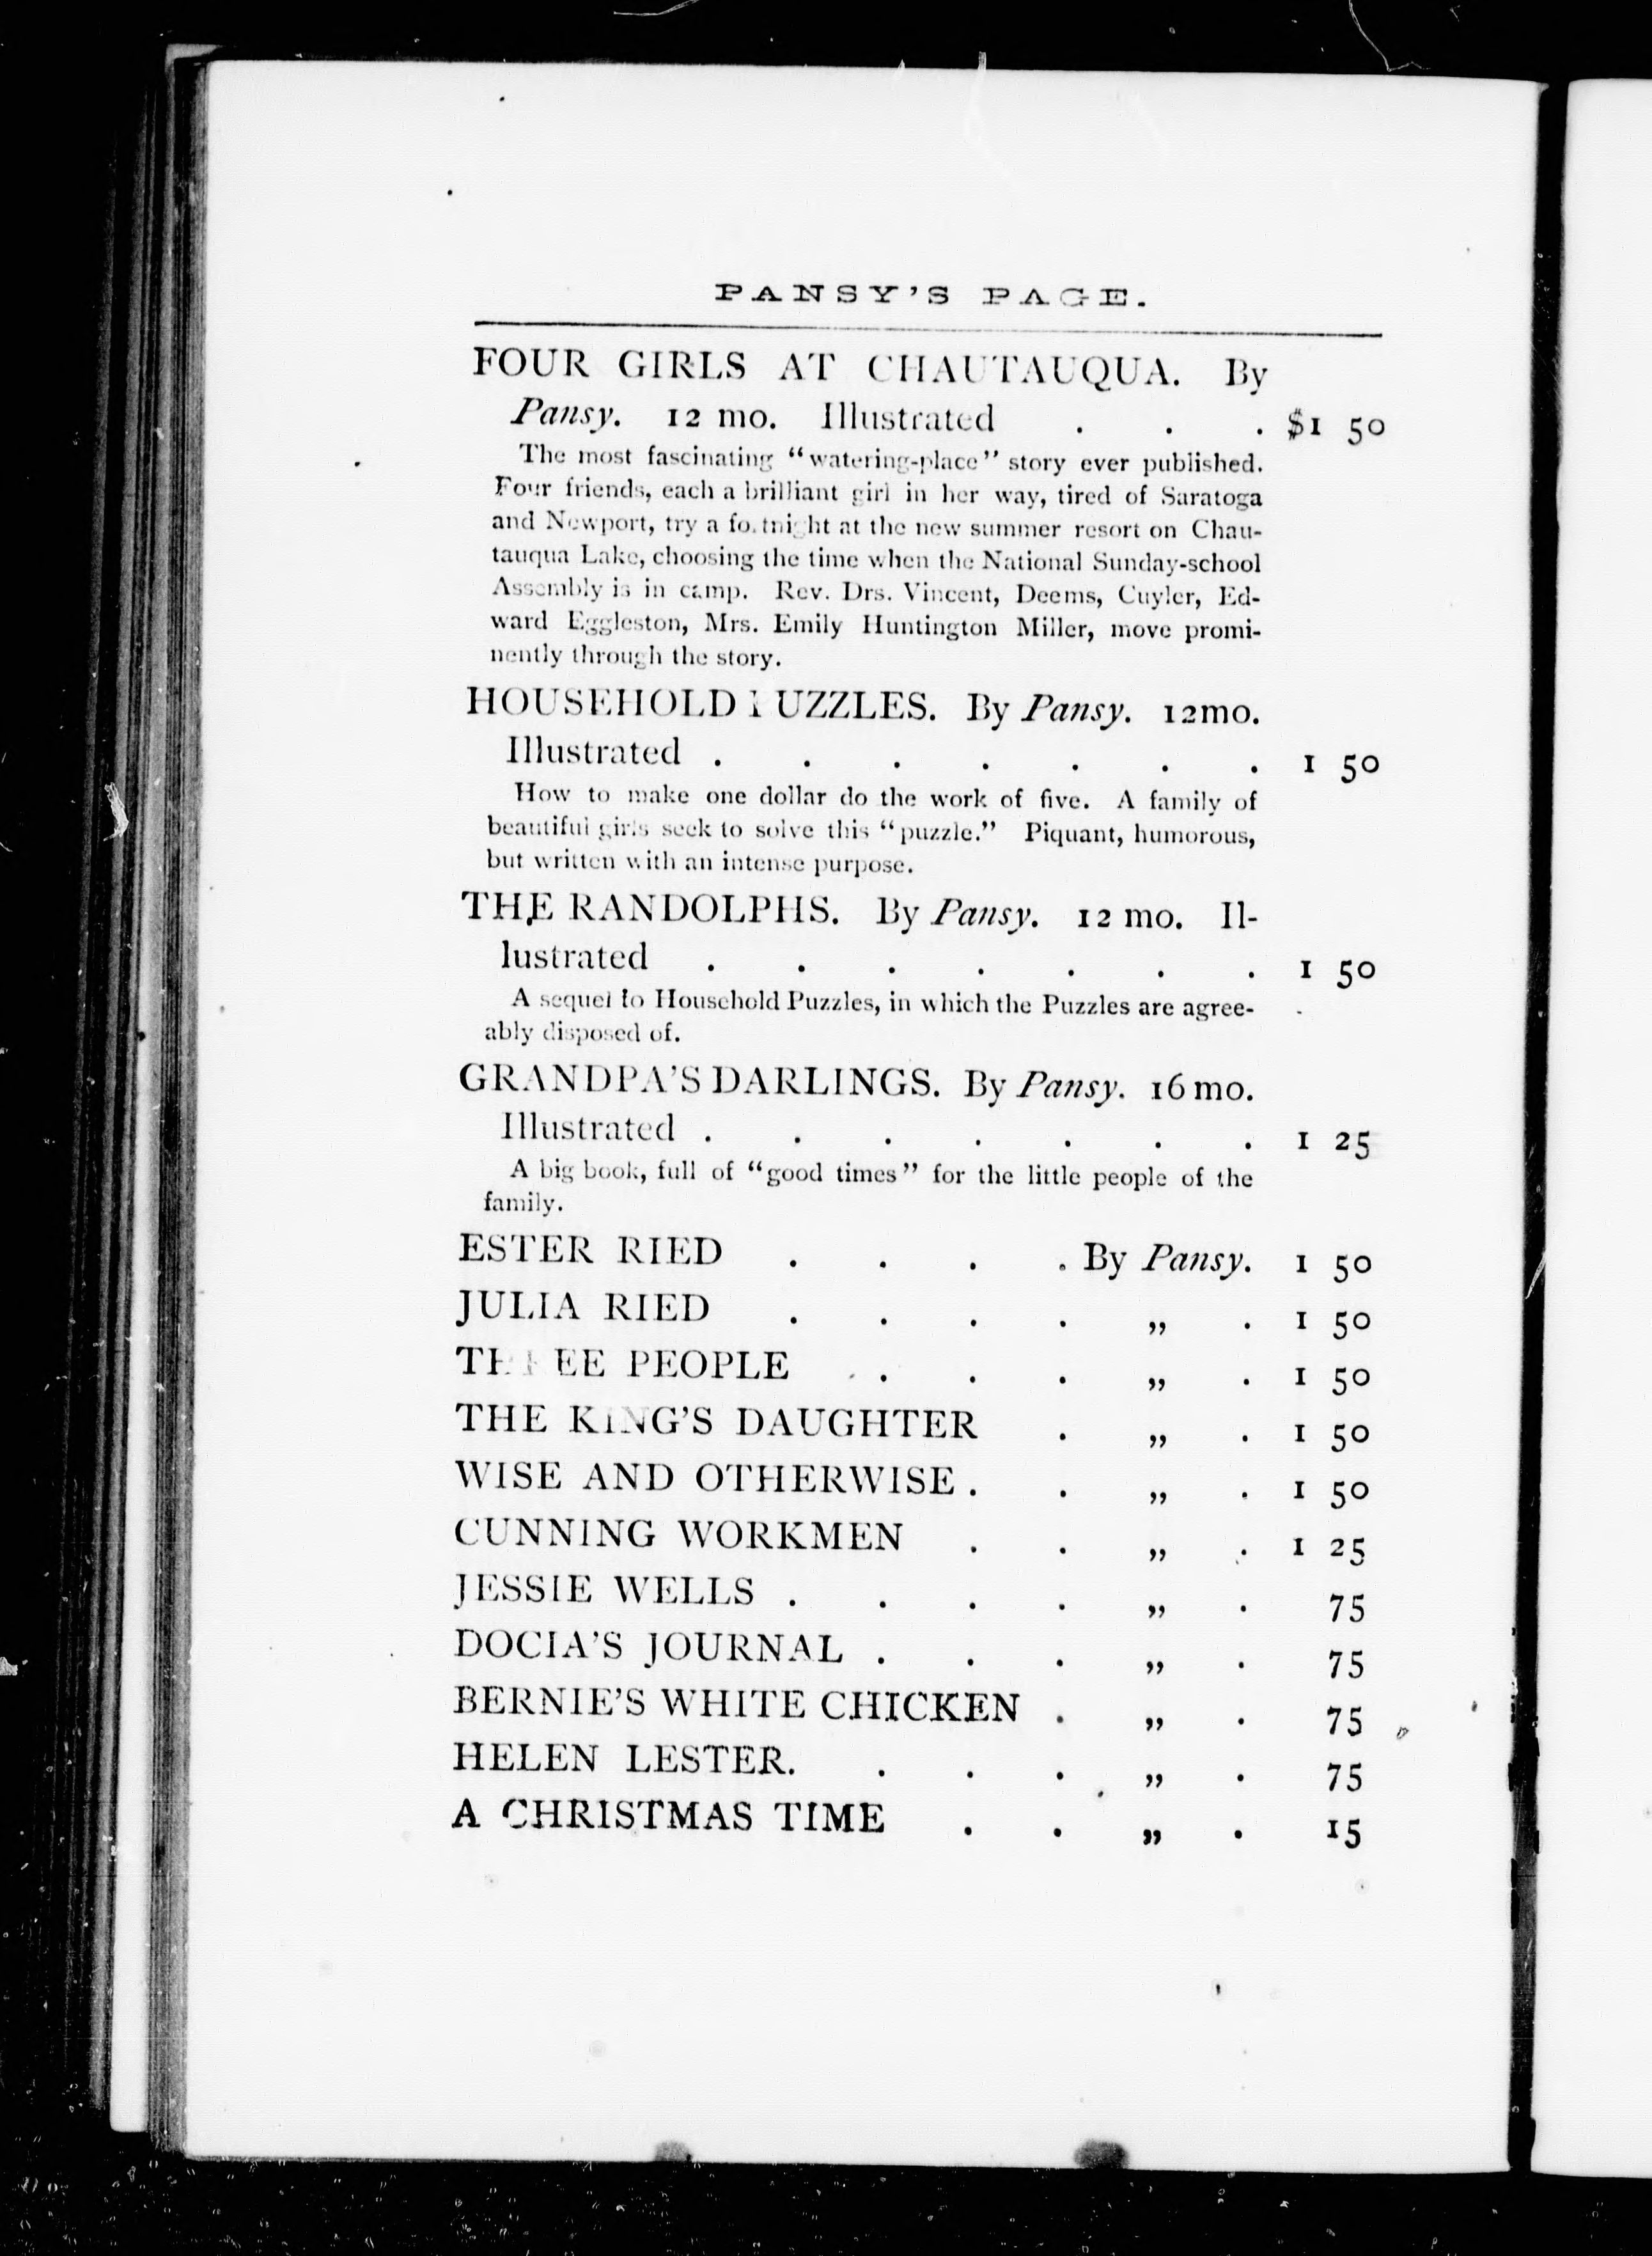 PANSY'S PAGE.
FOUR GIRLS AT CHAUTAUQUA. By
Pansy. 12 mo. Illustrated . . . $1 50
The most fascinating "watering-place" story ever published.
Four friends, each a brilliant girl in her way, tired of Saratoga
and Newport, try a fortnight at the new summer resort on Chau-
tauqua Lake, choosing the time when the National Sunday-school
Assembly is in camp. Rev. Drs. Vincent, Deems, Cuyler, Ed-
ward Eggleston, Mrs. Emily Huntington Miller, move promi-
nently through the story.
HOUSEHOLD PUZZLES. By Pansy. 12mo.
Illustrated . . . . . . . 1 50
How to make one dollar do the work of five. A family of
beautiful girls seek to solve this "puzzle." Piquant, humorous,
but written with an intense purpose.
THE RANDOLPHS. By Pansy. 12 mo. Il-
lustrated . . . . . . . 1 50
A sequel to Household Puzzles, in which the Puzzles are agree-
ably disposed of.
GRANDPA'S DARLINGS. By Pansy. 16 mo.
Illustrated . . . . . . . 1 25
A big book, full of "good times" for the little people of the
family.
ESTER RIED . . . . By Pansy. 1 50
JULIA RIED . . . . „ . 1 50
THREE PEOPLE . . . „ . 1 50
THE KING'S DAUGHTER . „ . 1 50
WISE AND OTHERWISE . . „ . 1 50
CUNNING WORKMEN . . „ . 1 25
JESSIE WELLS . . . . „ . 75
DOCIA'S JOURNAL . . . „ . 75
BERNIE'S WHITE CHICKEN . „ . 75
HELEN LESTER. . . . „ . 75
A CHRISTMAS TIME . . „ . 15